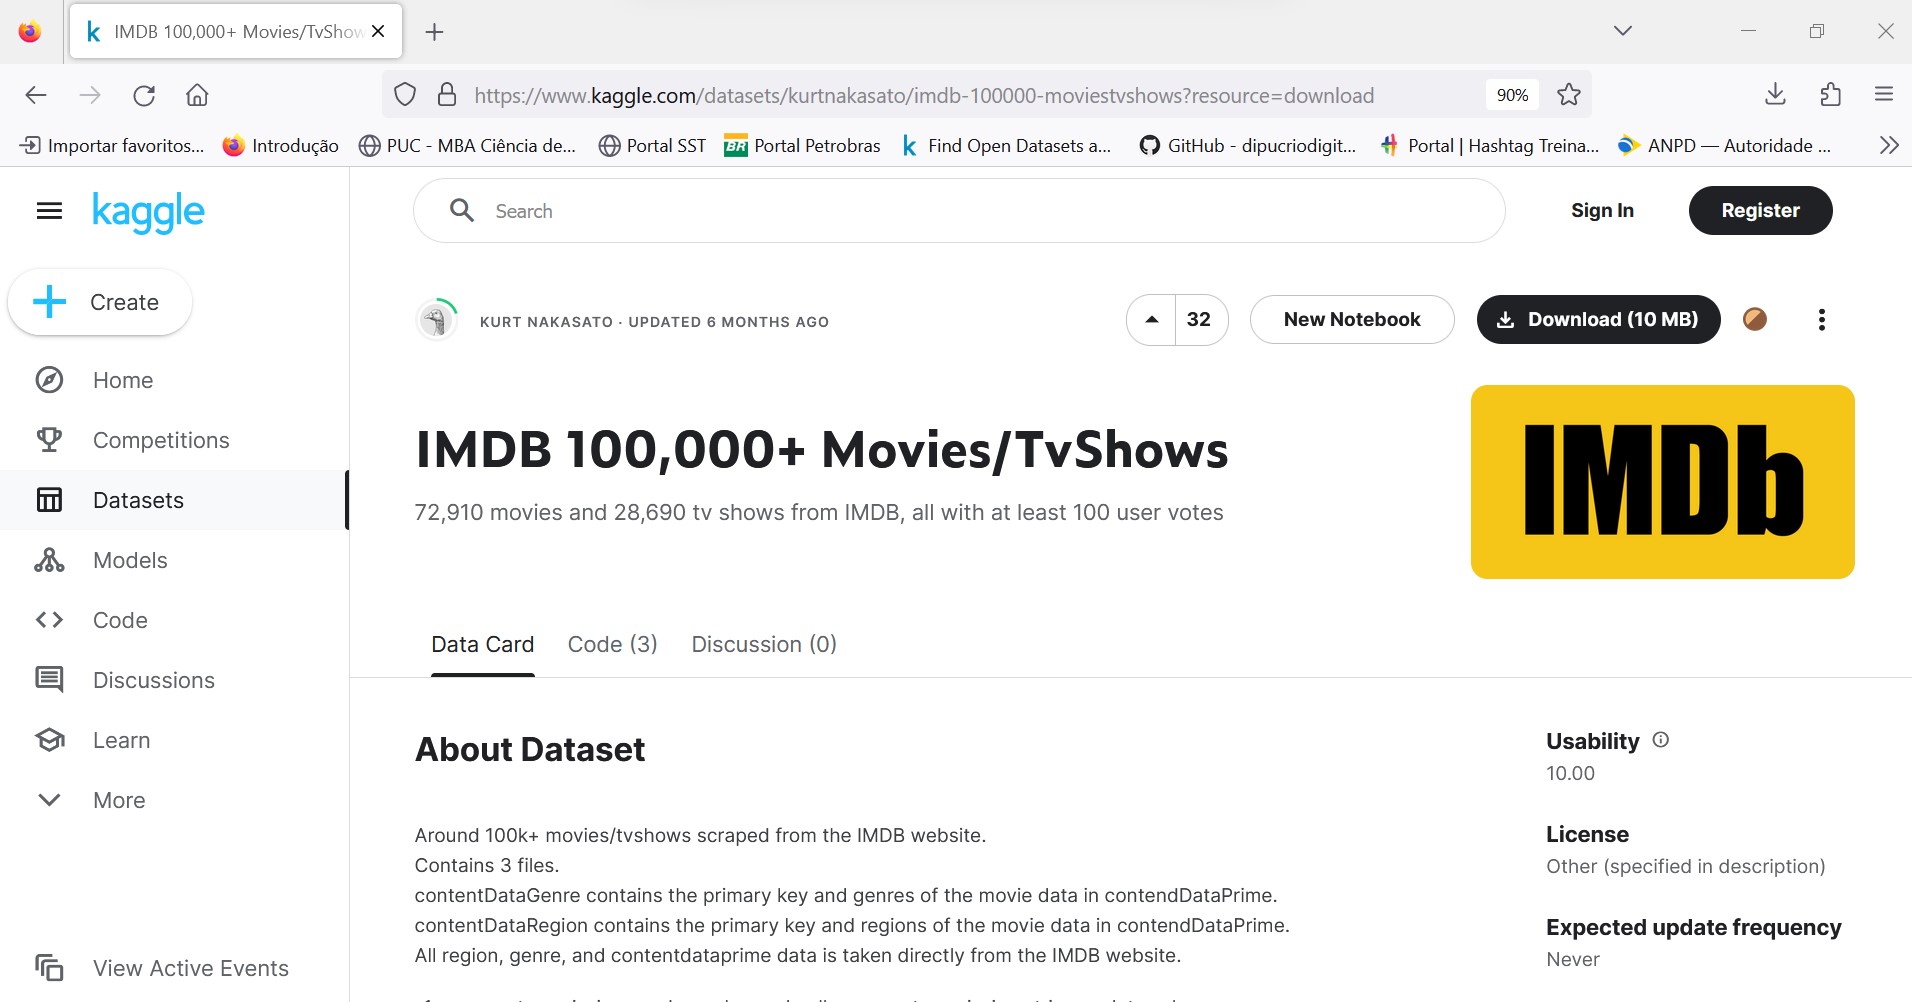 IMDB 100,000+ Movies/TvShow
https://www.kaggle.com/datasets/kurtnakasato/imdb-100000-moviestvshows?resource=download
90%
Importar favoritos...
Introdução
PUC - MBA Ciência de...
Portal SST
BR Portal Petrobras
Find Open Datasets a...
GitHub - dipucriodigit...
Portal | Hashtag Treina...
ANPD — Autoridade ...
kaggle
Search
Sign In
Register
Create
KURT NAKASATO · UPDATED 6 MONTHS AGO
32
New Notebook
Download (10 MB)
Home
Competitions
Datasets
Models
Code
Discussions
Learn
More
View Active Events
IMDB 100,000+ Movies/TvShows
72,910 movies and 28,690 tv shows from IMDB, all with at least 100 user votes
IMDb
Data Card
Code (3)
Discussion (0)
About Dataset
Around 100k+ movies/tvshows scraped from the IMDB website.
Contains 3 files.
contentDataGenre contains the primary key and genres of the movie data in contendDataPrime.
contentDataRegion contains the primary key and regions of the movie data in contendDataPrime.
All region, genre, and contentdataprime data is taken directly from the IMDB website.
Usability
10.00
License
Other (specified in description)
Expected update frequency
Never